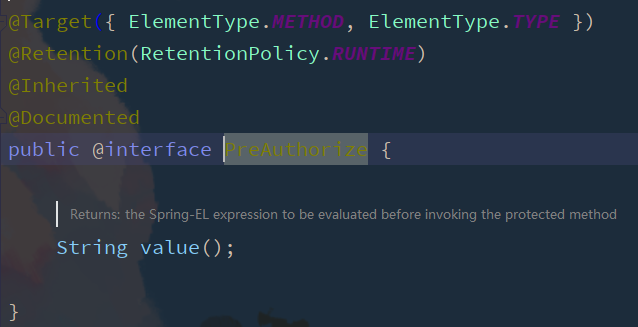 @Target({ ElementType.METHOD, ElementType.TYPE })
@Retention(RetentionPolicy.RUNTIME)
@Inherited
@Documented
public @interface PreAuthorize {
Returns: the Spring-EL expression to be evaluated before invoking the protected method
String value();
}